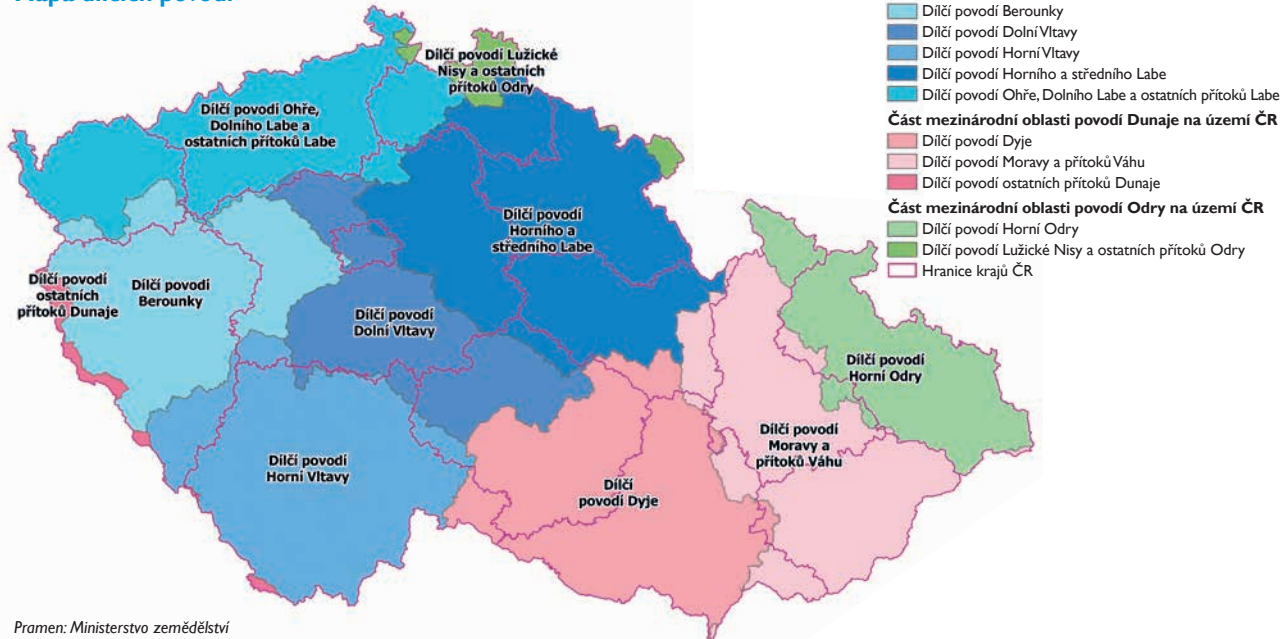 Mapa dílčích povodí
Dílčí povodí Berounky
Dílčí povodí Dolní Vltavy
Dílčí povodí Horní Vltavy
Dílčí povodí Horního a středního Labe
Dílčí povodí Ohře, Dolního Labe a ostatních přítoků Labe
Část mezinárodní oblasti povodí Dunaje na území ČR
Dílčí povodí Dyje
Dílčí povodí Moravy a přítoků Váhu
Dílčí povodí ostatních přítoků Dunaje
Část mezinárodní oblasti povodí Odry na území ČR
Dílčí povodí Horní Odry
Dílčí povodí Lužické Nisy a ostatních přítoků Odry
Hranice krajů ČR
Dílčí povodí Lužické
Nisy a ostatních
přítoků Odry
Dílčí povodí Ohře,
Dolního Labe a
ostatních přítoků Labe
Dílčí povodí
Horního a
středního Labe
Dílčí povodí
ostatních
přítoků Dunaje
Dílčí povodí
Berounky
Dílčí povodí
Dolní Vltavy
Dílčí povodí
Horní Odry
Dílčí povodí
Moravy a
přítoků Váhu
Dílčí povodí
Horní Vltavy
Dílčí
povodí Dyje
Pramen: Ministerstvo zemědělství